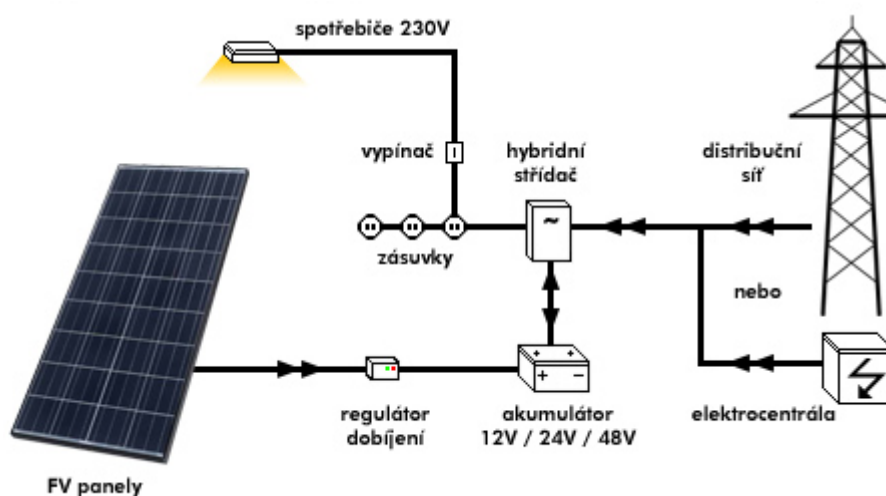 spotřebiče 230V
vypínač
hybridní
střídač
distribuční
síť
~
zásuvky
nebo
+ -
+ −
regulátor
dobíjení
akumulátor
12V / 24V / 48V
elektrocentrála
FV panely